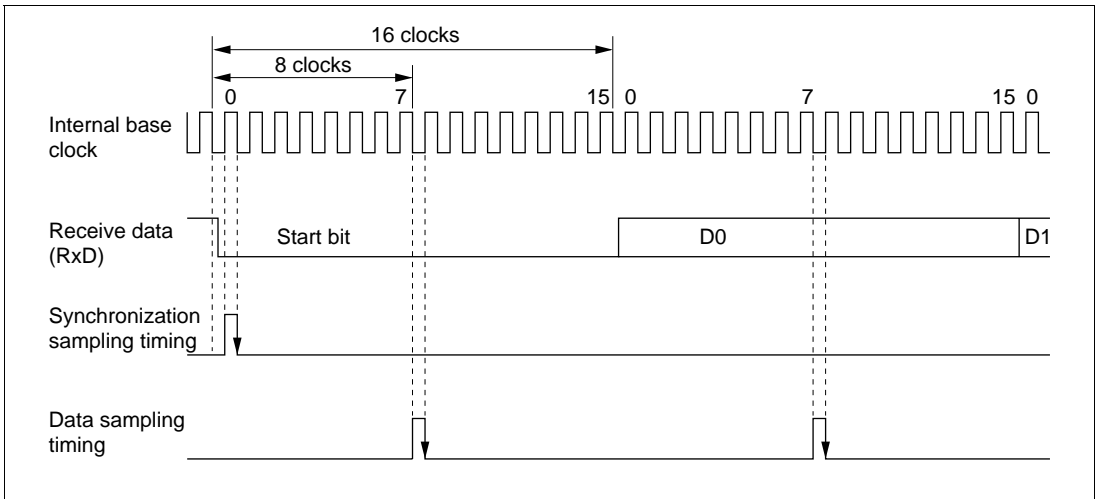 16 clocks
8 clocks
0 7 15 0 7 15 0
Internal base
clock
Receive data
(RxD)
Start bit D0 D1
Synchronization
sampling timing
Data sampling
timing